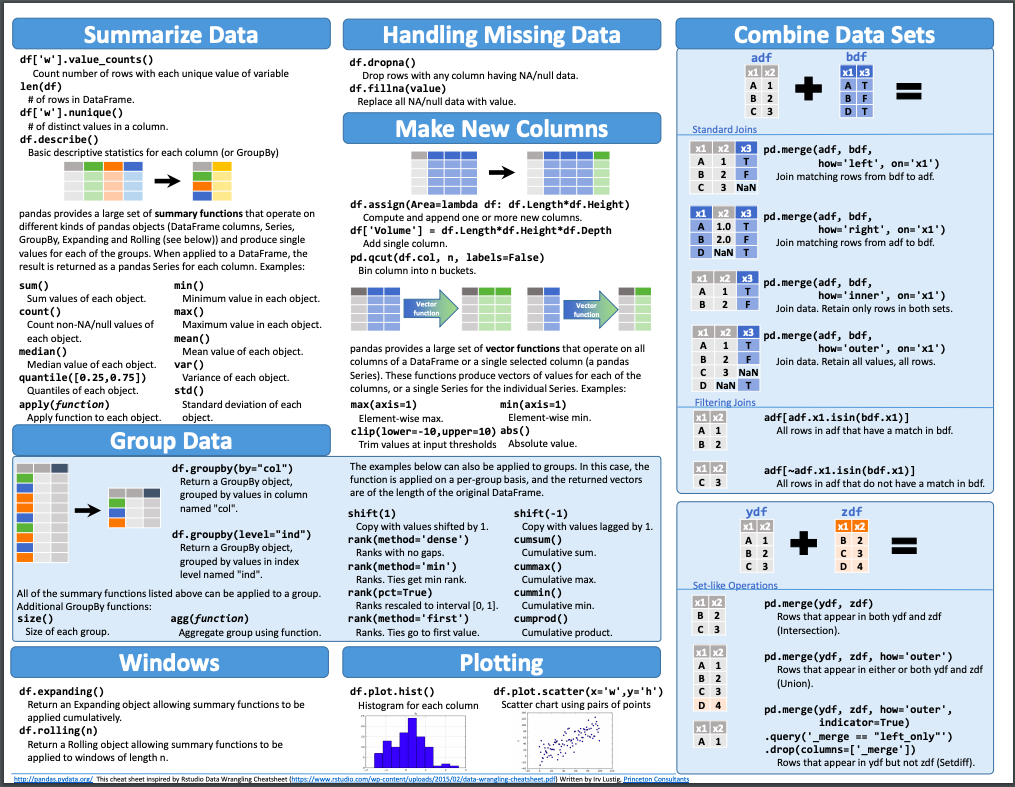 Summarize Data
df['w'].value_counts()
Count number of rows with each unique value of variable
len(df)
# of rows in DataFrame.
df['w'].nunique()
# of distinct values in a column.
df.describe()
Basic descriptive statistics for each column (or GroupBy)
pandas provides a large set of summary functions that operate on
different kinds of pandas objects (DataFrame columns, Series,
GroupBy, Expanding and Rolling (see below)) and produce single
values for each of the groups. When applied to a DataFrame, the
result is returned as a pandas Series for each column. Examples:
sum()
Sum values of each object.
count()
Count non-NA/null values of
each object.
median()
Median value of each object.
quantile([0.25,0.75])
Quantiles of each object.
apply(function)
Apply function to each object.
min()
Minimum value in each object.
max()
Maximum value in each object.
mean()
Mean value of each object.
var()
Variance of each object.
std()
Standard deviation of each
object.
Group Data
df.groupby(by="col")
Return a GroupBy object,
grouped by values in column
named "col".
df.groupby(level="ind")
Return a GroupBy object,
grouped by values in index
level named "ind".
All of the summary functions listed above can be applied to a group.
Additional GroupBy functions:
size()
Size of each group.
agg(function)
Aggregate group using function.
Windows
df.expanding()
Return an Expanding object allowing summary functions to be
applied cumulatively.
df.rolling(n)
Return a Rolling object allowing summary functions to be
applied to windows of length n.
Handling Missing Data
df.dropna()
Drop rows with any column having NA/null data.
df.fillna(value)
Replace all NA/null data with value.
Make New Columns
df.assign(Area=lambda df: df.Length*df.Height)
Compute and append one or more new columns.
df['Volume'] = df.Length*df.Height*df.Depth
Add single column.
pd.qcut(df.col, n, labels=False)
Bin column into n buckets.
Vector
function
Vector
function
pandas provides a large set of vector functions that operate on all
columns of a DataFrame or a single selected column (a pandas
Series). These functions produce vectors of values for each of the
columns, or a single Series for the individual Series. Examples:
max(axis=1)
Element-wise max.
clip(lower=-10,upper=10)
Trim values at input thresholds
min(axis=1)
Element-wise min.
abs()
Absolute value.
The examples below can also be applied to groups. In this case, the
function is applied on a per-group basis, and the returned vectors
are of the length of the original DataFrame.
shift(1)
Copy with values shifted by 1.
rank(method='dense')
Ranks with no gaps.
rank(method='min')
Ranks. Ties get min rank.
rank(pct=True)
Ranks rescaled to interval [0, 1].
rank(method='first')
Ranks. Ties go to first value.
shift(-1)
Copy with values lagged by 1.
cumsum()
Cumulative sum.
cummax()
Cumulative max.
cummin()
Cumulative min.
cumprod()
Cumulative product.
Plotting
df.plot.hist()
Histogram for each column
df.plot.scatter(x='w',y='h')
Scatter chart using pairs of points
Combine Data Sets
adf
x1 x2
A 1
B 2
C 3
bdf
x1 x3
A T
B F
D T
Standard Joins
x1 x2 x3
A 1 T
B 2 F
C 3 NaN
pd.merge(adf, bdf,
how='left', on='x1')
Join matching rows from bdf to adf.
x1 x2 x3
A 1.0 T
B 2.0 F
D NaN T
pd.merge(adf, bdf,
how='right', on='x1')
Join matching rows from adf to bdf.
x1 x2 x3
A 1 T
B 2 F
pd.merge(adf, bdf,
how='inner', on='x1')
Join data. Retain only rows in both sets.
x1 x2 x3
A 1 T
B 2 F
C 3 NaN
D NaN T
pd.merge(adf, bdf,
how='outer', on='x1')
Join data. Retain all values, all rows.
Filtering Joins
x1 x2
A 1
B 2
adf[adf.x1.isin(bdf.x1)]
All rows in adf that have a match in bdf.
x1 x2
C 3
adf[~adf.x1.isin(bdf.x1)]
All rows in adf that do not have a match in bdf.
ydf
x1 x2
A 1
B 2
C 3
zdf
x1 x2
B 2
C 3
D 4
Set-like Operations
x1 x2
B 2
C 3
pd.merge(ydf, zdf)
Rows that appear in both ydf and zdf
(Intersection).
x1 x2
A 1
B 2
C 3
D 4
pd.merge(ydf, zdf, how='outer')
Rows that appear in either or both ydf and zdf
(Union).
x1 x2
A 1
pd.merge(ydf, zdf, how='outer',
indicator=True)
.query('_merge == "left_only"')
.drop(columns=['_merge'])
Rows that appear in ydf but not zdf (Setdiff).
http://pandas.pydata.org/ This cheat sheet inspired by Rstudio Data Wrangling Cheatsheet (https://www.rstudio.com/wp-content/uploads/2015/02/data-wrangling-cheatsheet.pdf) Written by Irv Lustig, Princeton Consultants